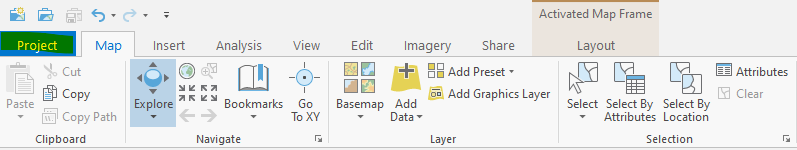 Activated Map Frame
Project Map Insert Analysis View Edit Imagery Share Layout
Paste
Cut
Copy
Copy Path
Clipboard
Explore
Bookmarks
Go
To XY
Navigate
Basemap
Add
Data
Add Preset
Add Graphics Layer
Layer
Select
Select By
Attributes
Select By
Location
Attributes
Clear
Selection